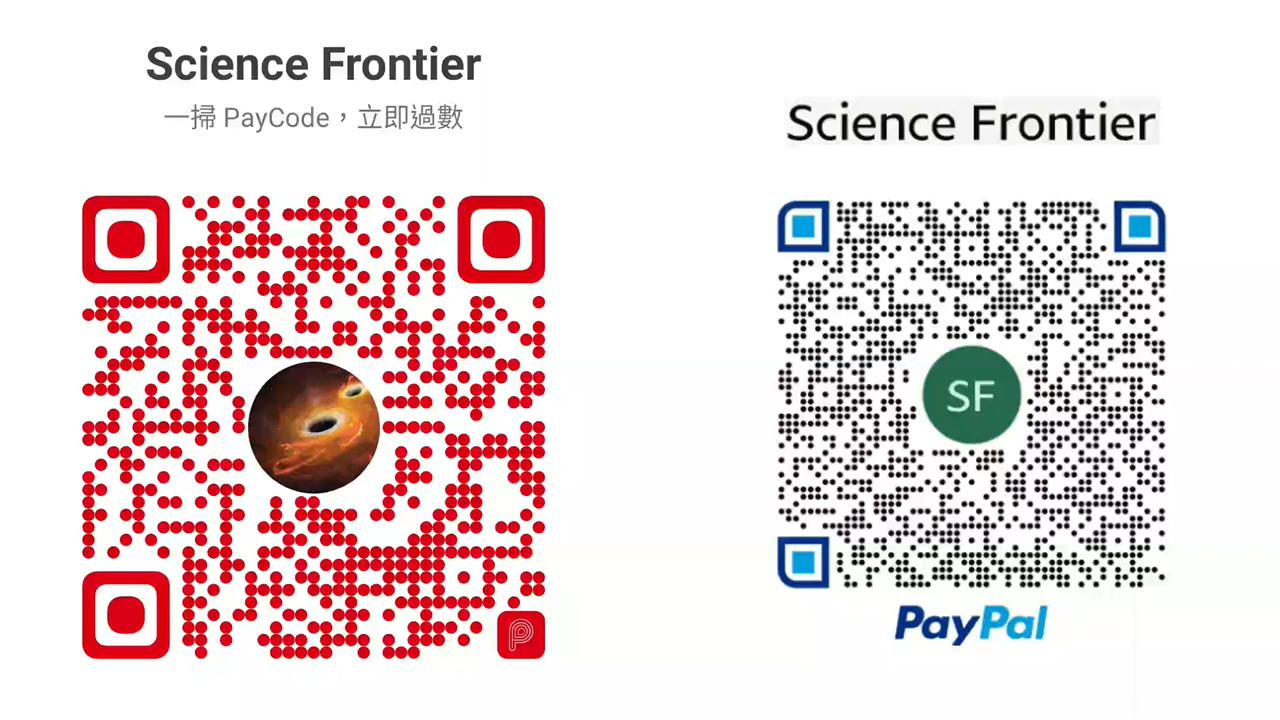 Science Frontier
一掃 PayCode，立即過數
Science Frontier
SF
PayPal